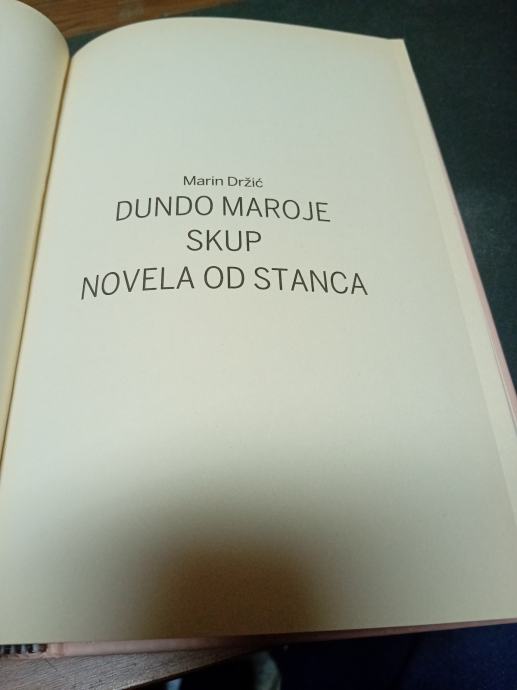 Marin Držić
DUNDO MAROJE
SKUP
NOVELA OD STANCA